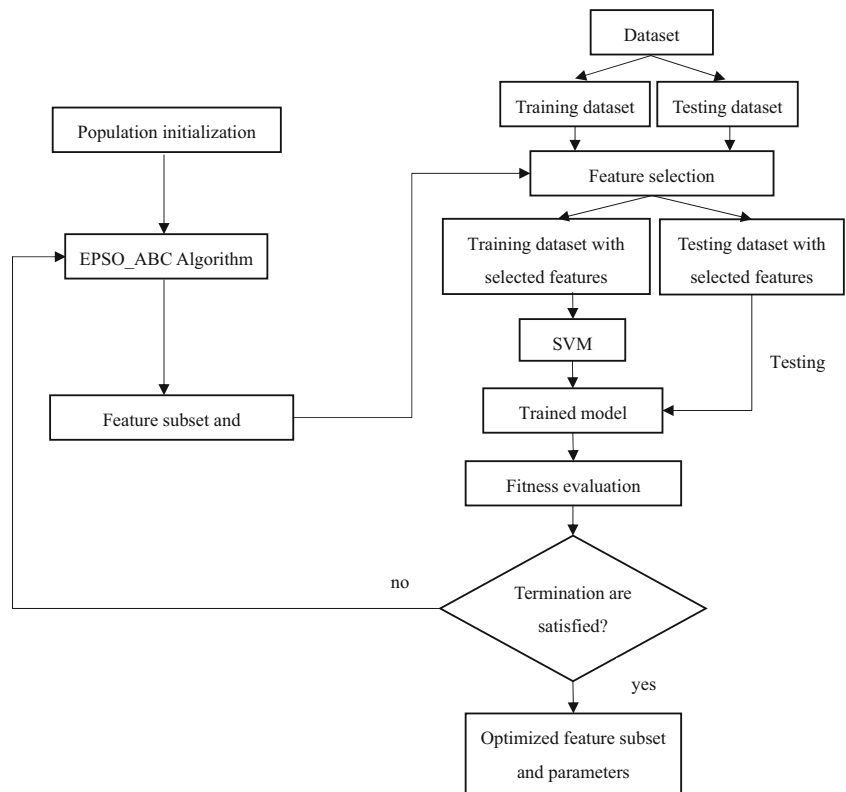 Dataset
Training dataset
Testing dataset
Population initialization
Feature selection
EPSO_ABC Algorithm
Training dataset with
selected features
Testing dataset with
selected features
SVM
Testing
Feature subset and
Trained model
Fitness evaluation
no
Termination are
satisfied?
yes
Optimized feature subset
and parameters